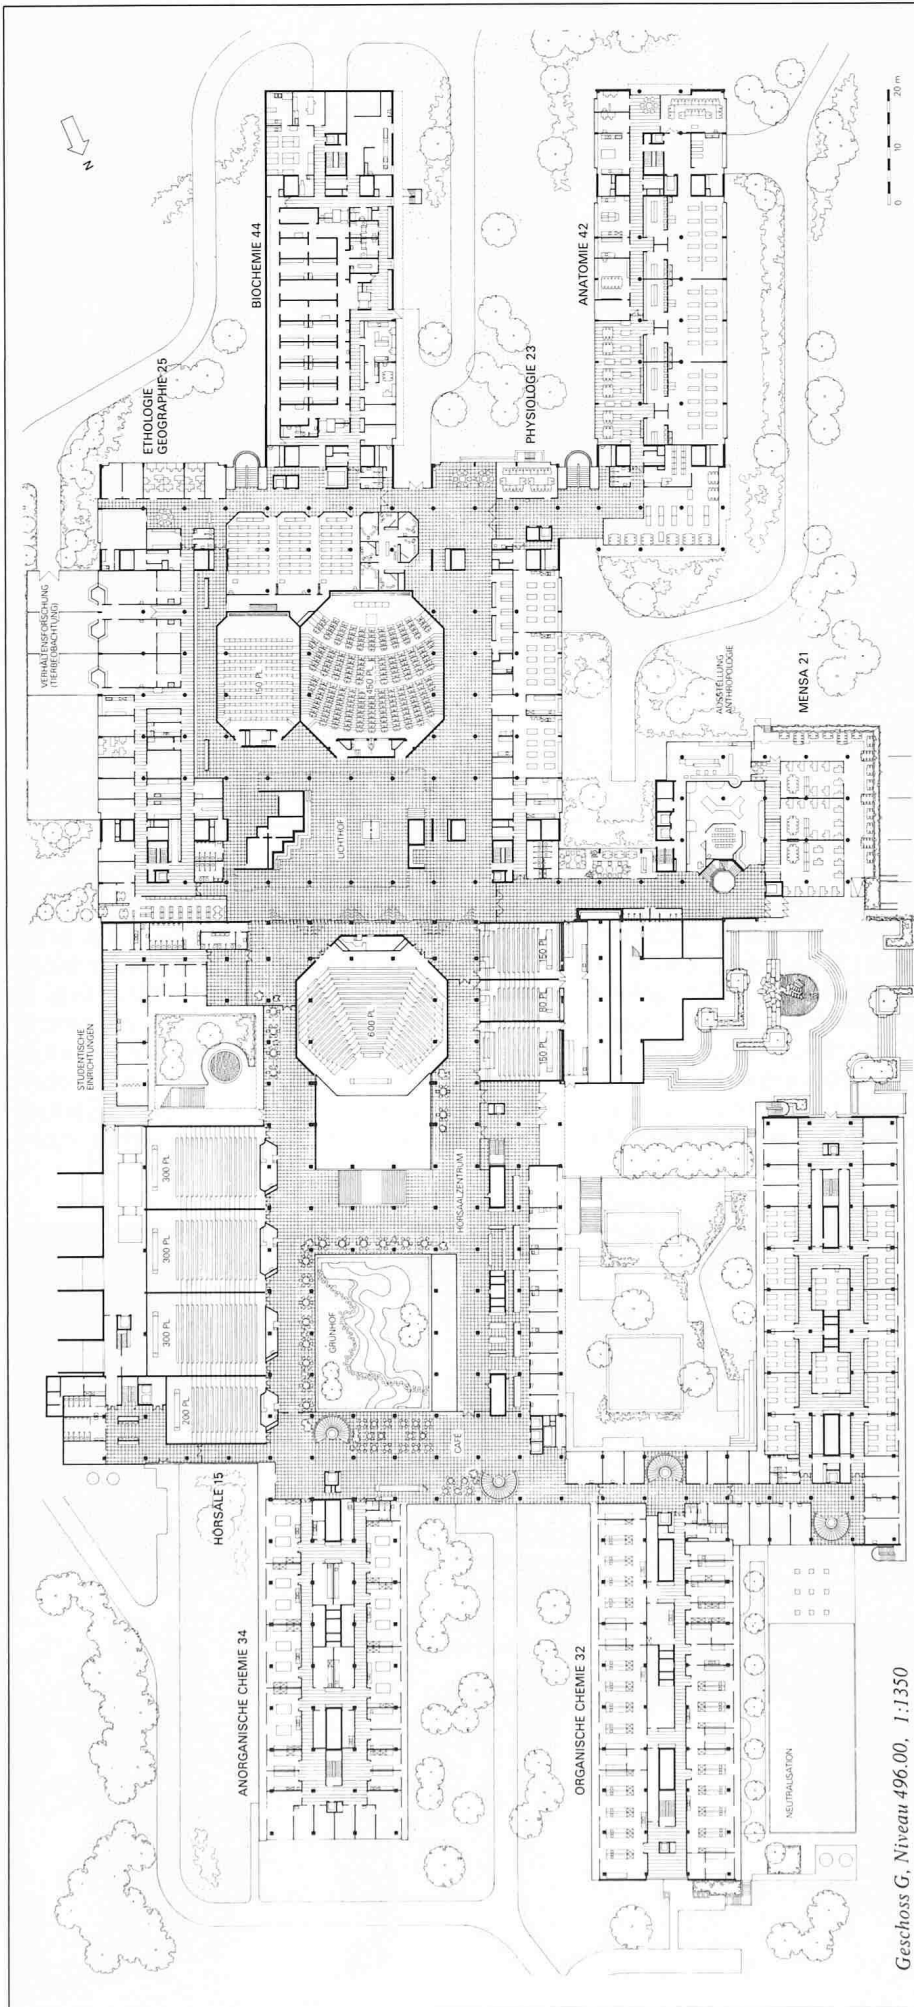 N
BIOCHEMIE 44
ANATOMIE 42
0 10 20 m
ETHOLOGIE
GEOGRAPHIE 25
PHYSIOLOGIE 23
VERHALTENSFORSCHUNG
(TIERBEOBACHTUNG)
150 PL
450 PL
LICHTHOF
AUSSTELLUNG
ANTHROPOLOGIE
MENSA 21
STUDENTISCHE
EINRICHTUNGEN
600 PL
150 PL
80 PL
150 PL
300 PL
300 PL
300 PL
200 PL
HÖRSAALZENTRUM
GRÜNHOF
CAFÉ
HÖRSÄLE 15
ANORGANISCHE CHEMIE 34
ORGANISCHE CHEMIE 32
NEUTRALISATION
Geschoss G, Niveau 496.00, 1:1350